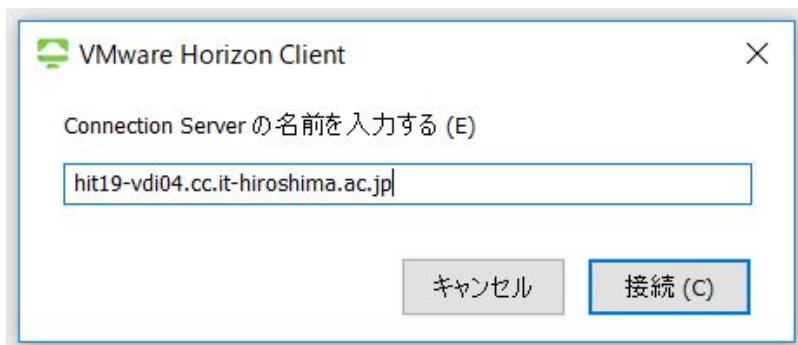 VMware Horizon Client
Connection Server の名前を入力する (E)
hit19-vdi04.cc.it-hiroshima.ac.jp
キャンセル
接続 (C)